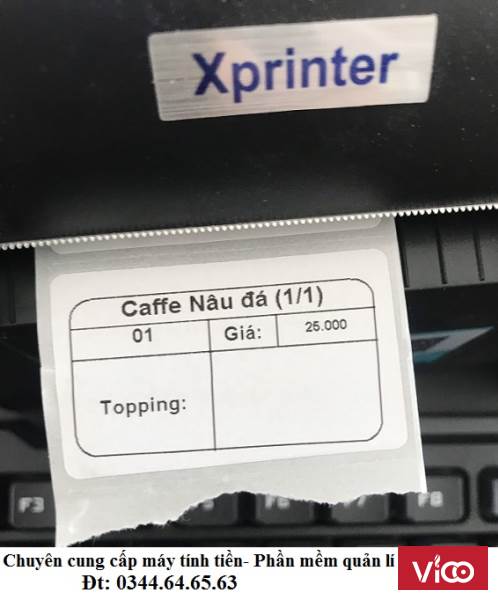 Xprinter
Caffe Nâu đá (1/1)
01 Giá: 25.000
Topping:
F3 F8
Chuyên cung cấp máy tính tiền- Phần mềm quản lí
Đt: 0344.64.65.63
Vico